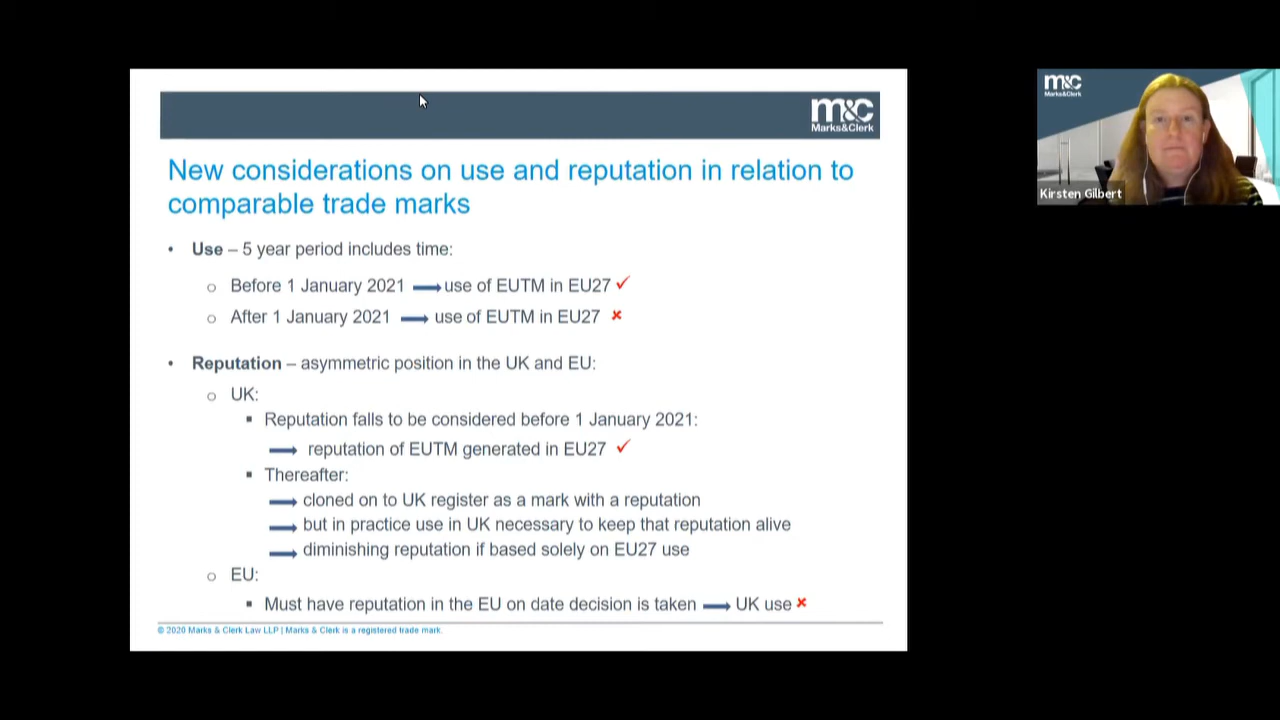 m&c
Marks&Clerk
New considerations on use and reputation in relation to
comparable trade marks
• Use – 5 year period includes time:
o Before 1 January 2021 → use of EUTM in EU27 ✓
o After 1 January 2021 → use of EUTM in EU27 ✗
• Reputation – asymmetric position in the UK and EU:
o UK:
▪ Reputation falls to be considered before 1 January 2021:
→ reputation of EUTM generated in EU27 ✓
▪ Thereafter:
→ cloned on to UK register as a mark with a reputation
→ but in practice use in UK necessary to keep that reputation alive
→ diminishing reputation if based solely on EU27 use
o EU:
▪ Must have reputation in the EU on date decision is taken → UK use ✗
© 2020 Marks & Clerk Law LLP | Marks & Clerk is a registered trade mark.
m&c
Marks&Clerk
Kirsten Gilbert